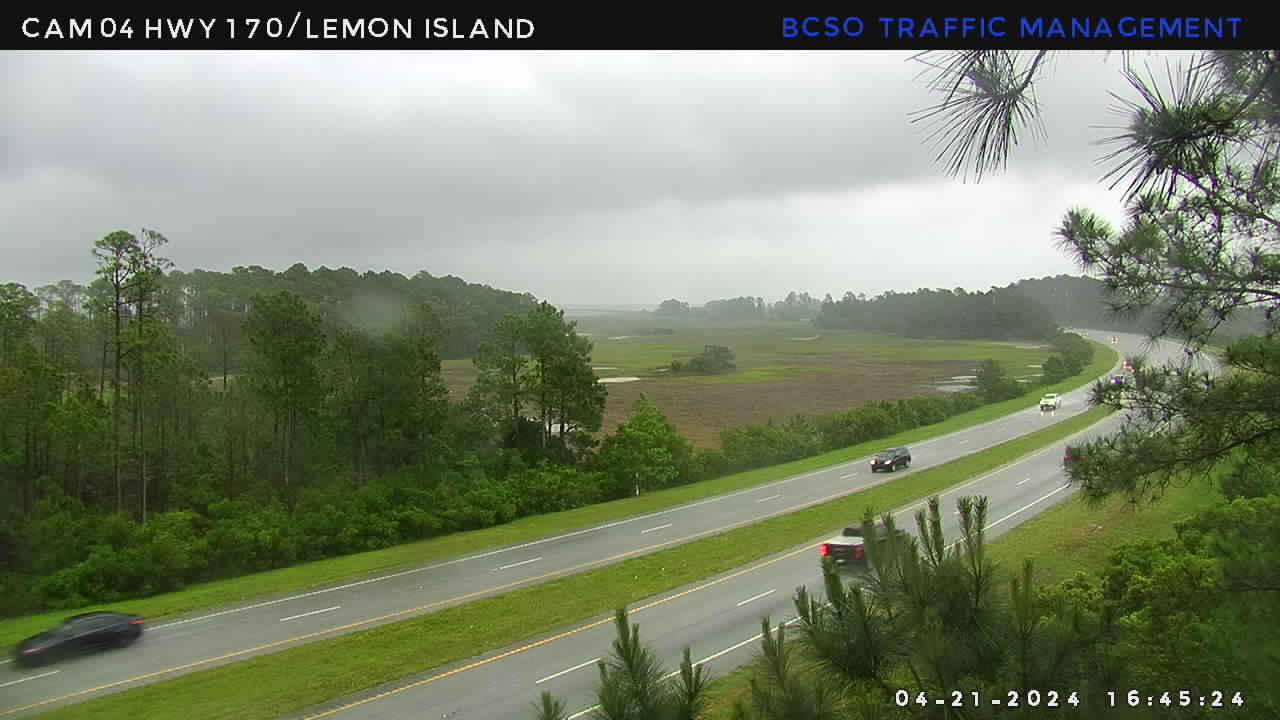 CAM 04 HWY 170/LEMON ISLAND
BCSO TRAFFIC MANAGEMENT
04-21-2024 16:45:24